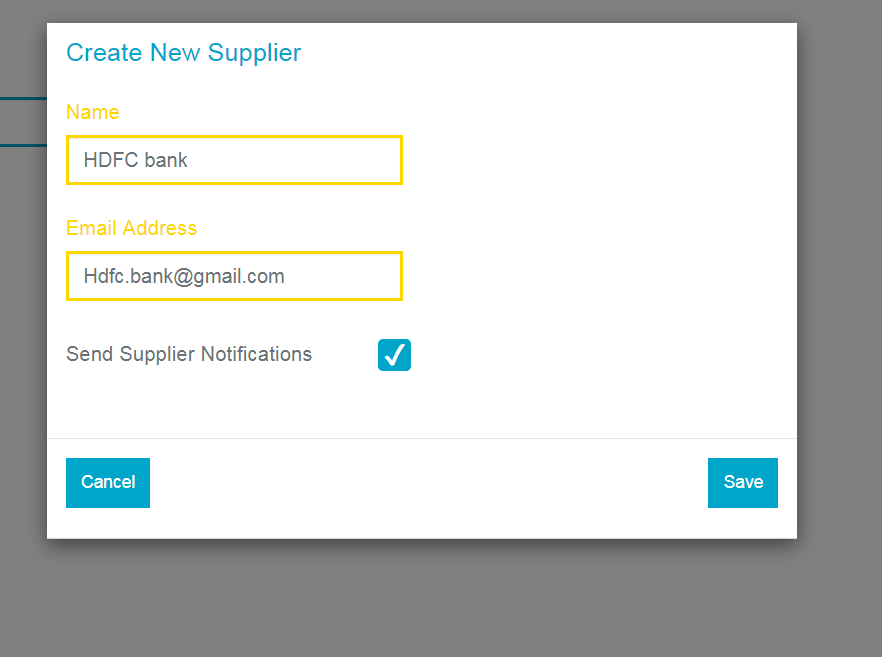 Create New Supplier
Name
HDFC bank
Email Address
Hdfc.bank@gmail.com
Send Supplier Notifications
Cancel Save